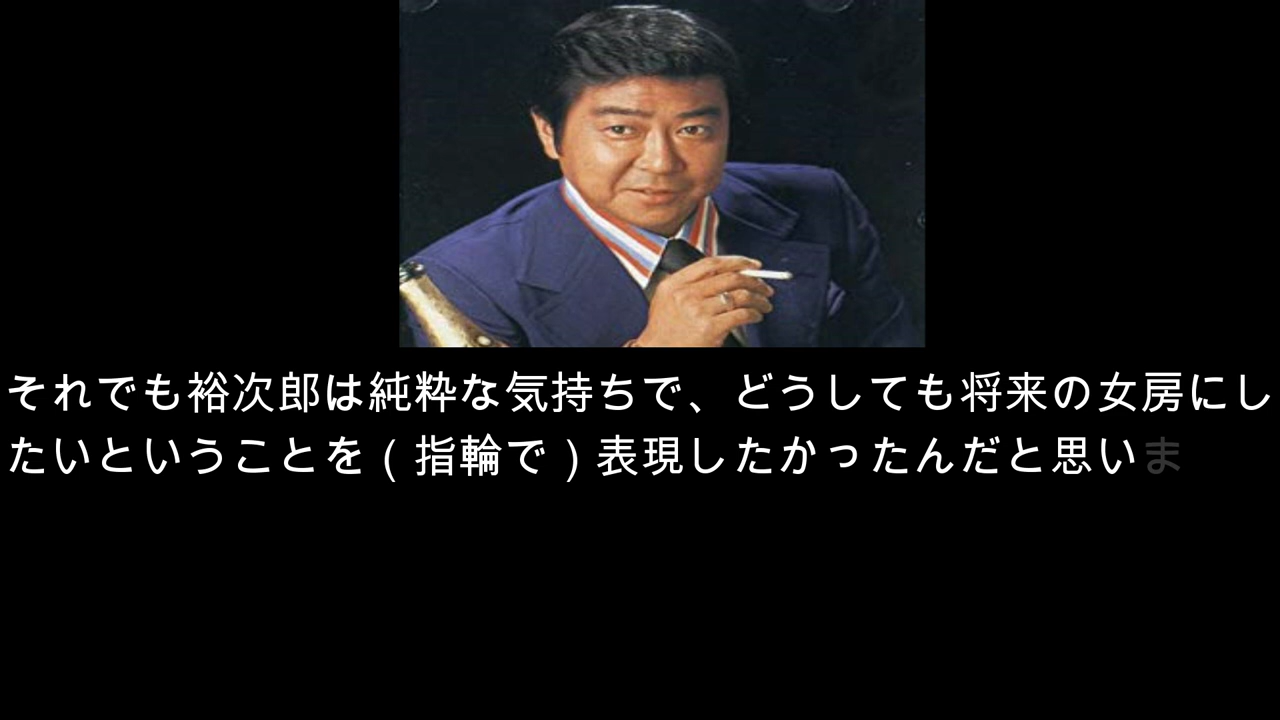 それでも裕次郎は純粋な気持ちで、どうしても将来の女房にし
たいということを(指輪で)表現したかったんだと思いま